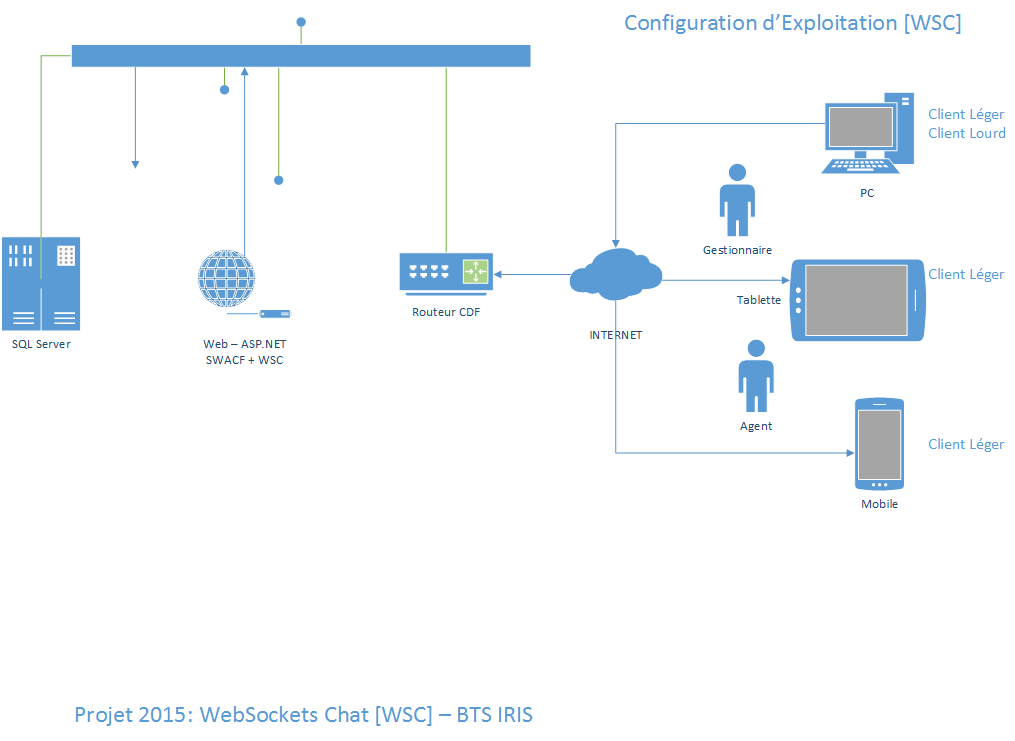 Configuration d'Exploitation [WSC]
Client Léger
Client Lourd
PC
Gestionnaire
Client Léger
Tablette
Routeur CDF
INTERNET
SQL Server
Web – ASP.NET
SWACF + WSC
Agent
Client Léger
Mobile
Projet 2015: WebSockets Chat [WSC] – BTS IRIS